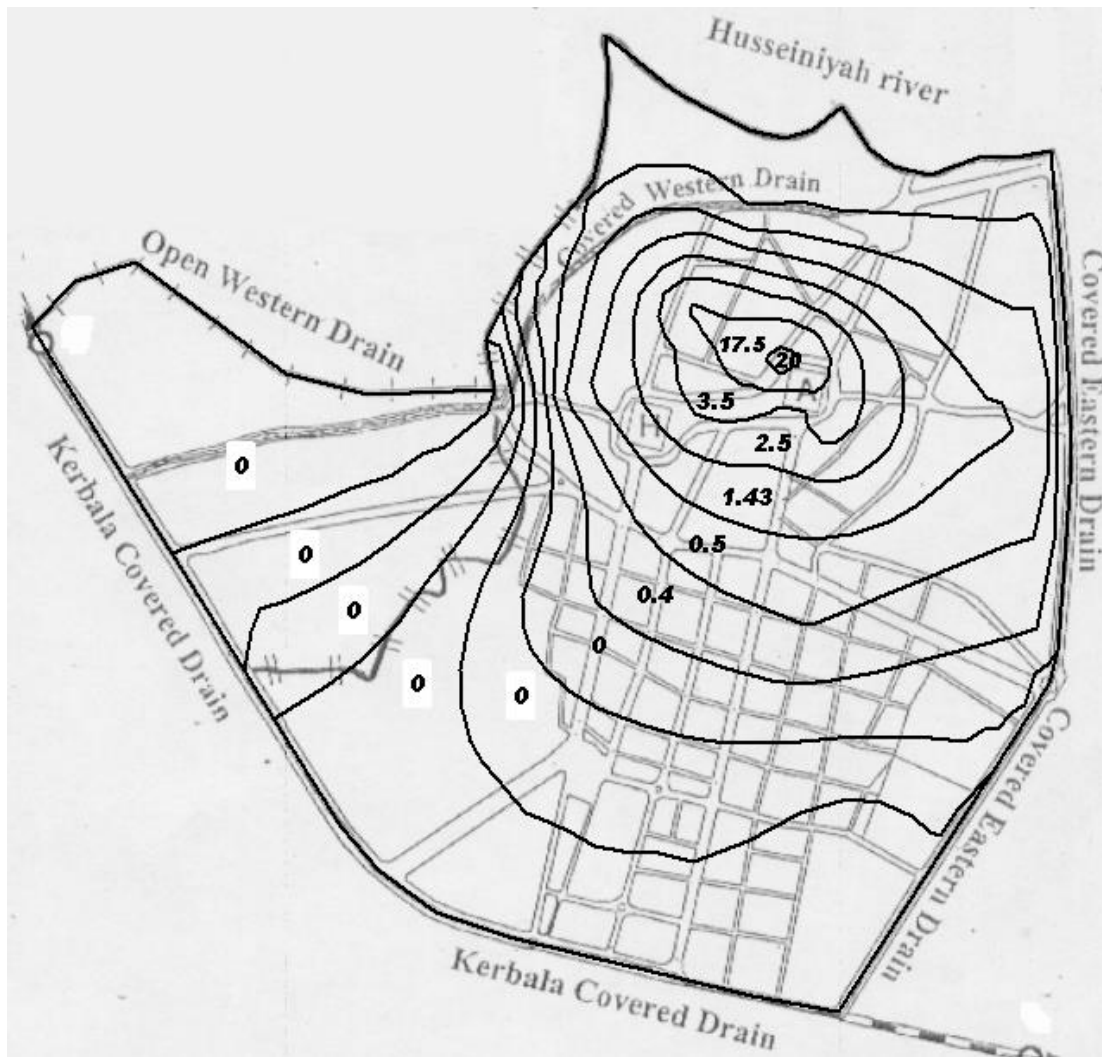 Husseiniyah river
Covered Western Drain
Open Western Drain
Covered Eastern Drain
17.5
20
A
3.5
H
2.5
0
1.43
0.5
0
0.4
0
0
0
0
Kerbala Covered Drain
Covered Eastern Drain
Kerbala Covered Drain